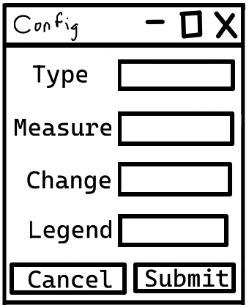 Config
Type
Measure
Change
Legend
Cancel Submit